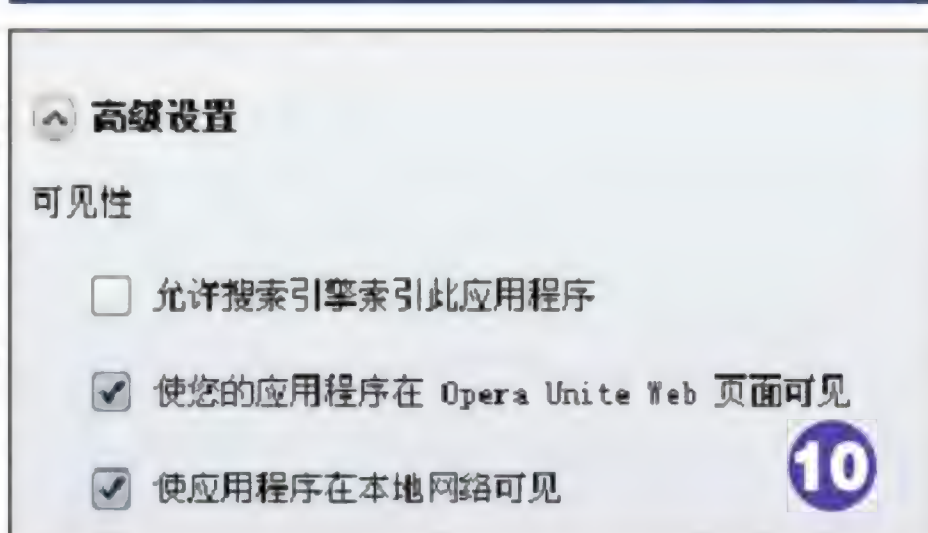 高级设置
可见性
允许搜索引擎索引此应用程序
使您的应用程序在 Opera Unite Web 页面可见
使应用程序在本地网络可见
10